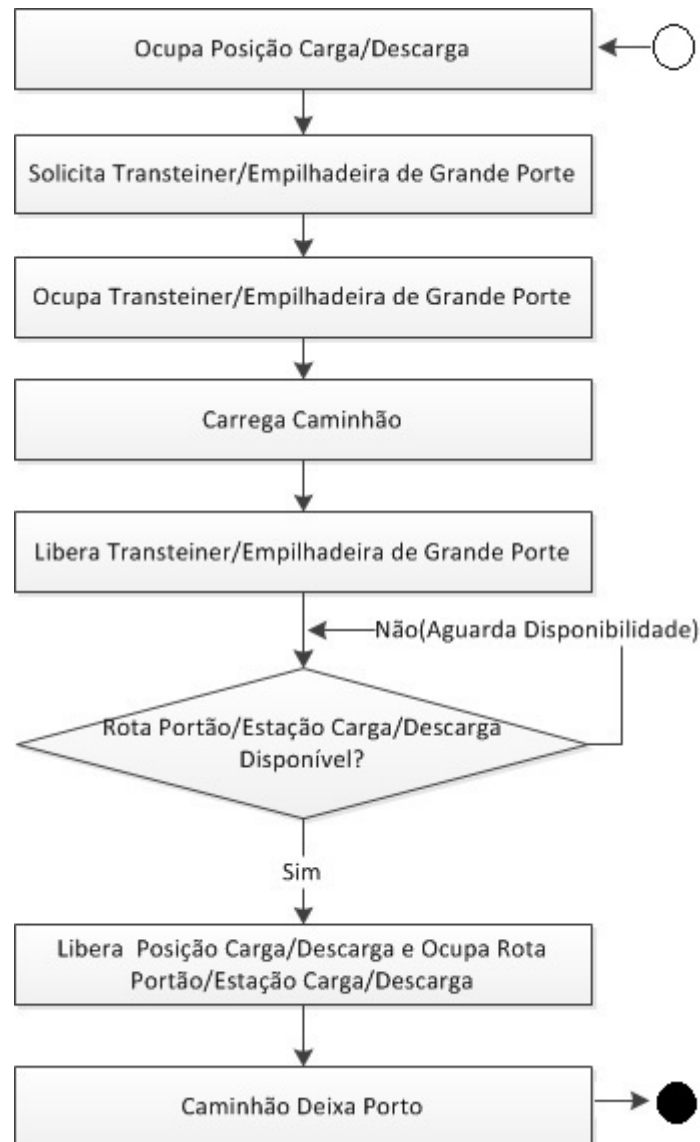 Ocupa Posição Carga/Descarga
Solicita Transteiner/Empilhadeira de Grande Porte
Ocupa Transteiner/Empilhadeira de Grande Porte
Carrega Caminhão
Libera Transteiner/Empilhadeira de Grande Porte
Não(Aguarda Disponibilidade)
Rota Portão/Estação Carga/Descarga
Disponível?
Sim
Libera  Posição Carga/Descarga e Ocupa Rota
Portão/Estação Carga/Descarga
Caminhão Deixa Porto